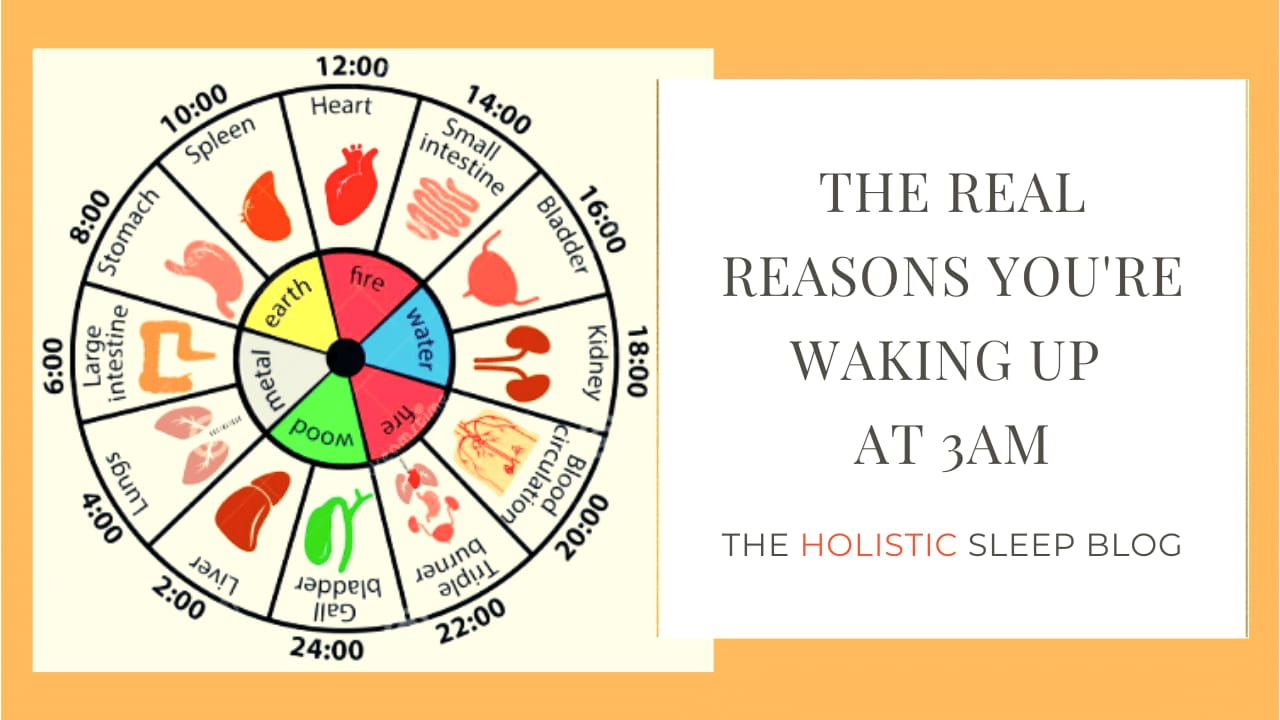 12:00
Heart
14:00
Small
intestine
16:00
Bladder
18:00
Kidney
20:00
Blood
circulation
22:00
Triple
burner
24:00
Gall
bladder
2:00
Liver
4:00
Lungs
6:00
Large
intestine
8:00
Stomach
10:00
Spleen
fire
water
fire
wood
metal
earth
THE REAL
REASONS YOU'RE
WAKING UP
AT 3AM
THE HOLISTIC SLEEP BLOG